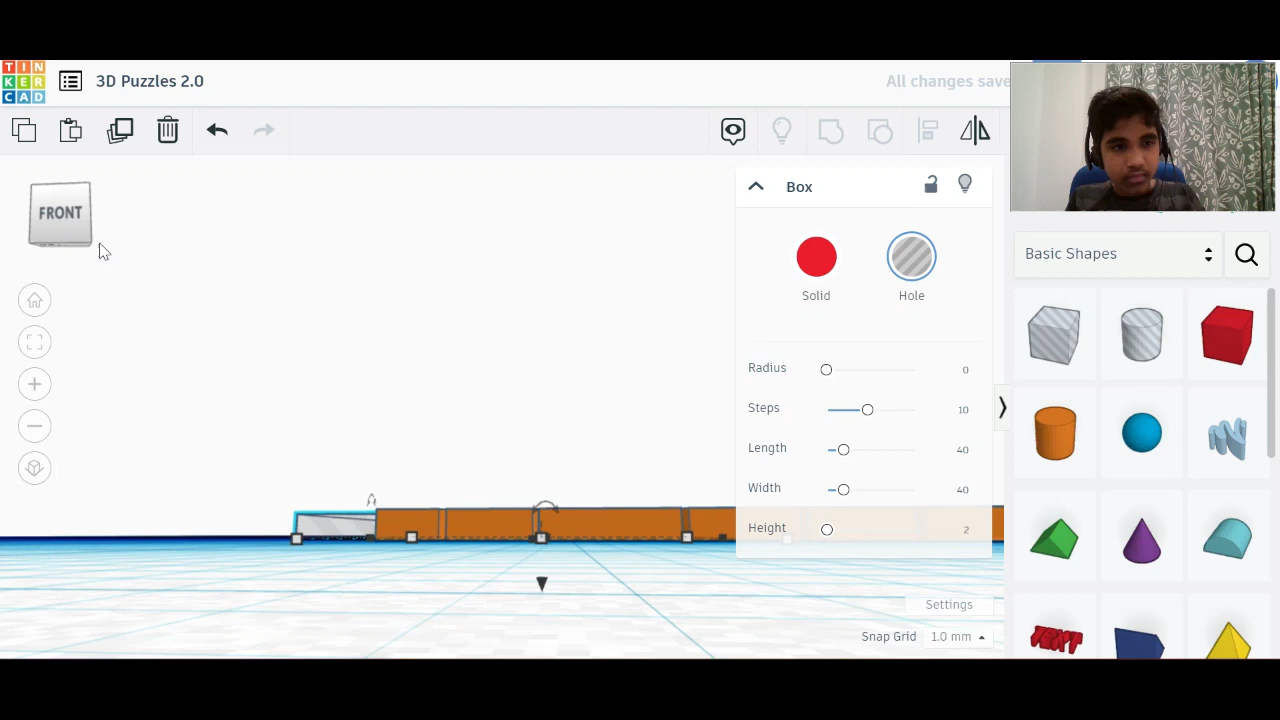 TIN
KER
CAD
3D Puzzles 2.0
All changes save
FRONT
Box
Solid
Hole
Radius 0
Steps 10
Length 40
Width 40
Height 2
Settings
Snap Grid 1.0 mm
Basic Shapes
TEXT